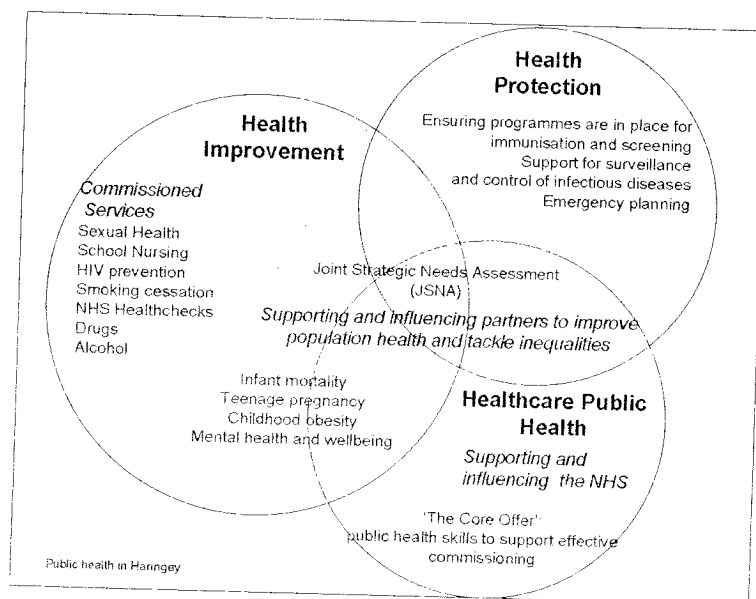 Health
Protection
Ensuring programmes are in place for
immunisation and screening
Support for surveillance
and control of infectious diseases
Emergency planning
Health
Improvement
Commissioned
Services
Sexual Health
School Nursing
HIV prevention
Smoking cessation
NHS Healthchecks
Drugs
Alcohol
Joint Strategic Needs Assessment
(JSNA)
Supporting and influencing partners to improve
population health and tackle inequalities
Infant mortality
Teenage pregnancy
Childhood obesity
Mental health and wellbeing
Healthcare Public
Health
Supporting and
influencing the NHS
'The Core Offer':
public health skills to support effective
commissioning
Public health in Haringey